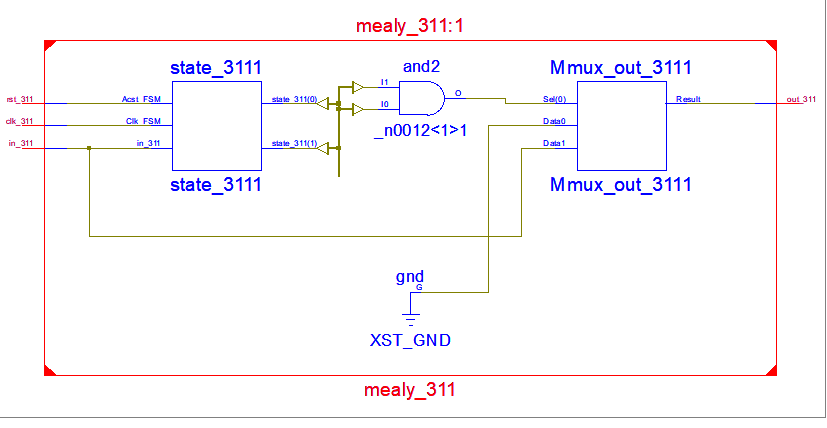 mealy_311:1
state_3111
and2
Mmux_out_3111
rst_311
Acst_FSM
state_311(0)
I1
O
Sel(0)
Result
out_311
clk_311
Clk_FSM
I0
Data0
_n0012<1>1
in_311
in_311
state_311(1)
Data1
state_3111
Mmux_out_3111
gnd
G
XST_GND
mealy_311